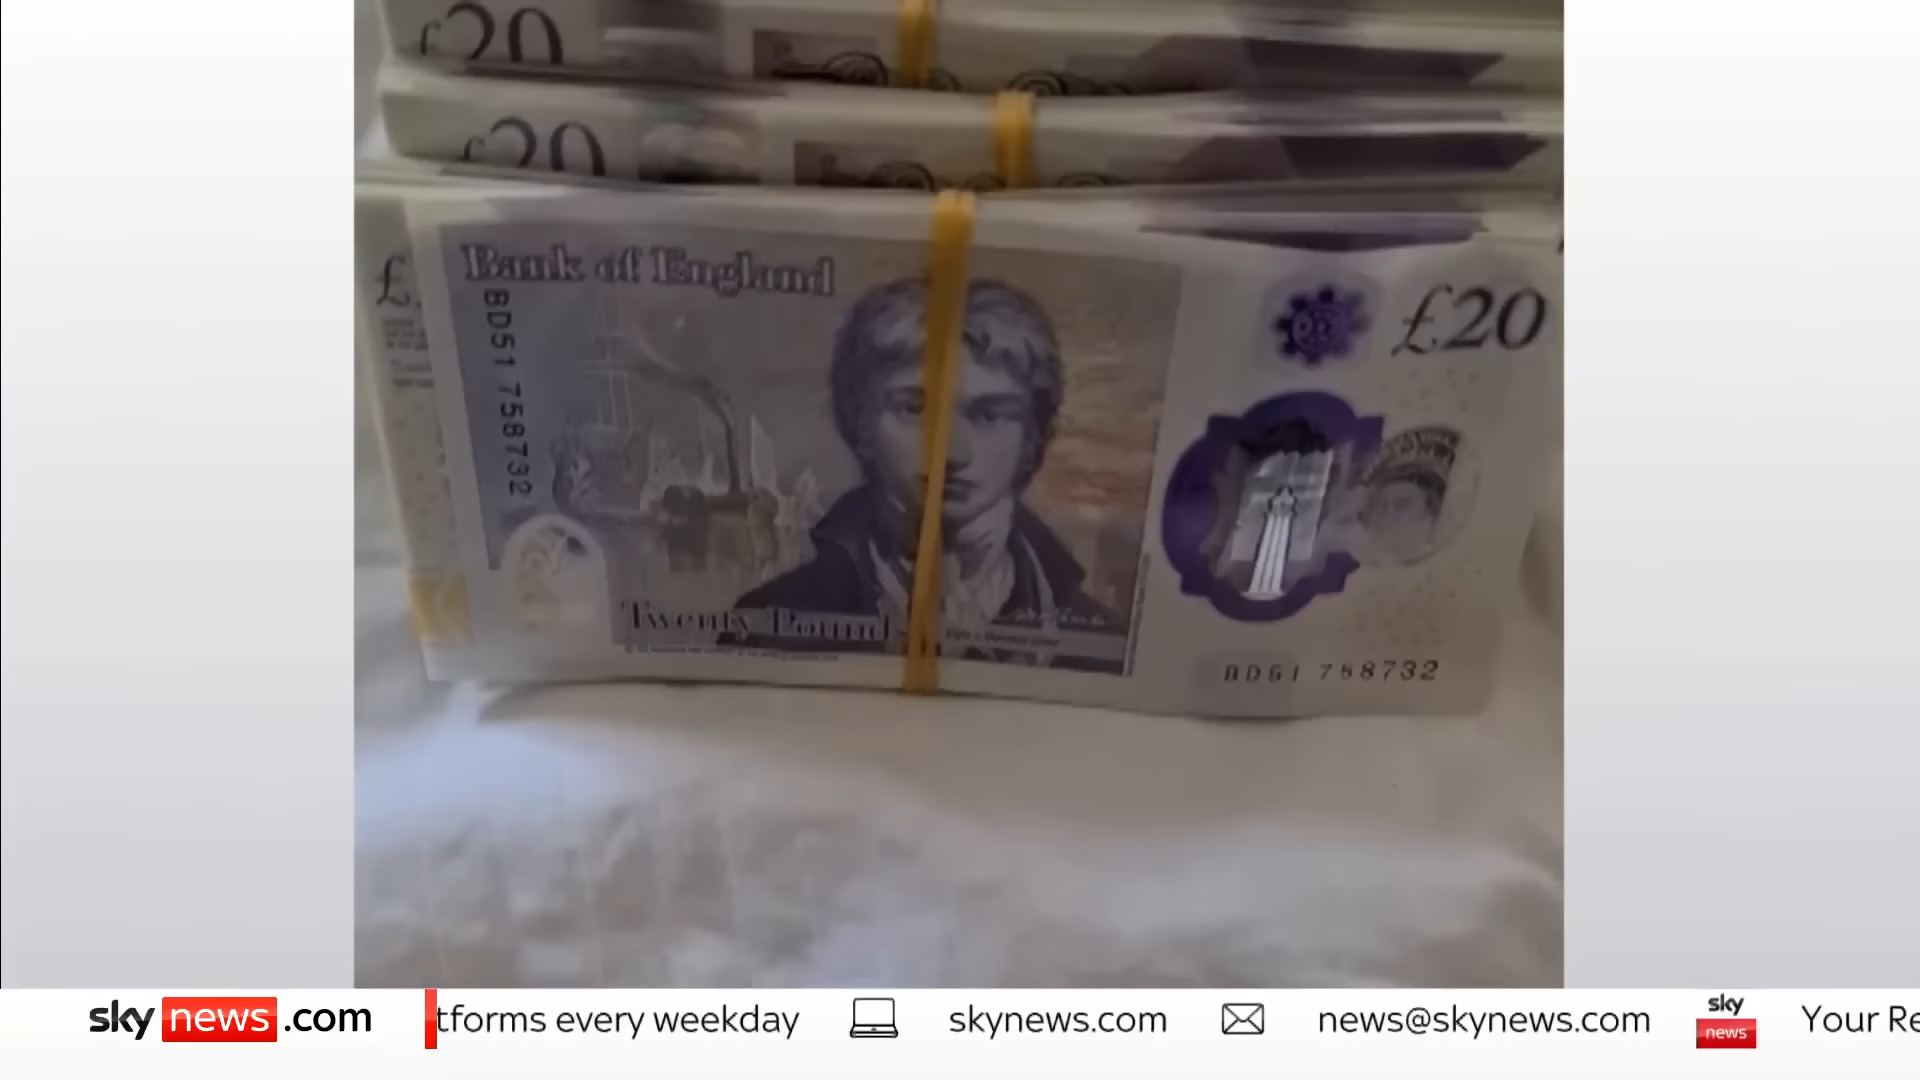 £20
£20
Bank of England
£20
BD51 758732
Twenty Pounds
BD51 758732
sky news .com
tforms every weekday
skynews.com
news@skynews.com
sky
news
Your Re